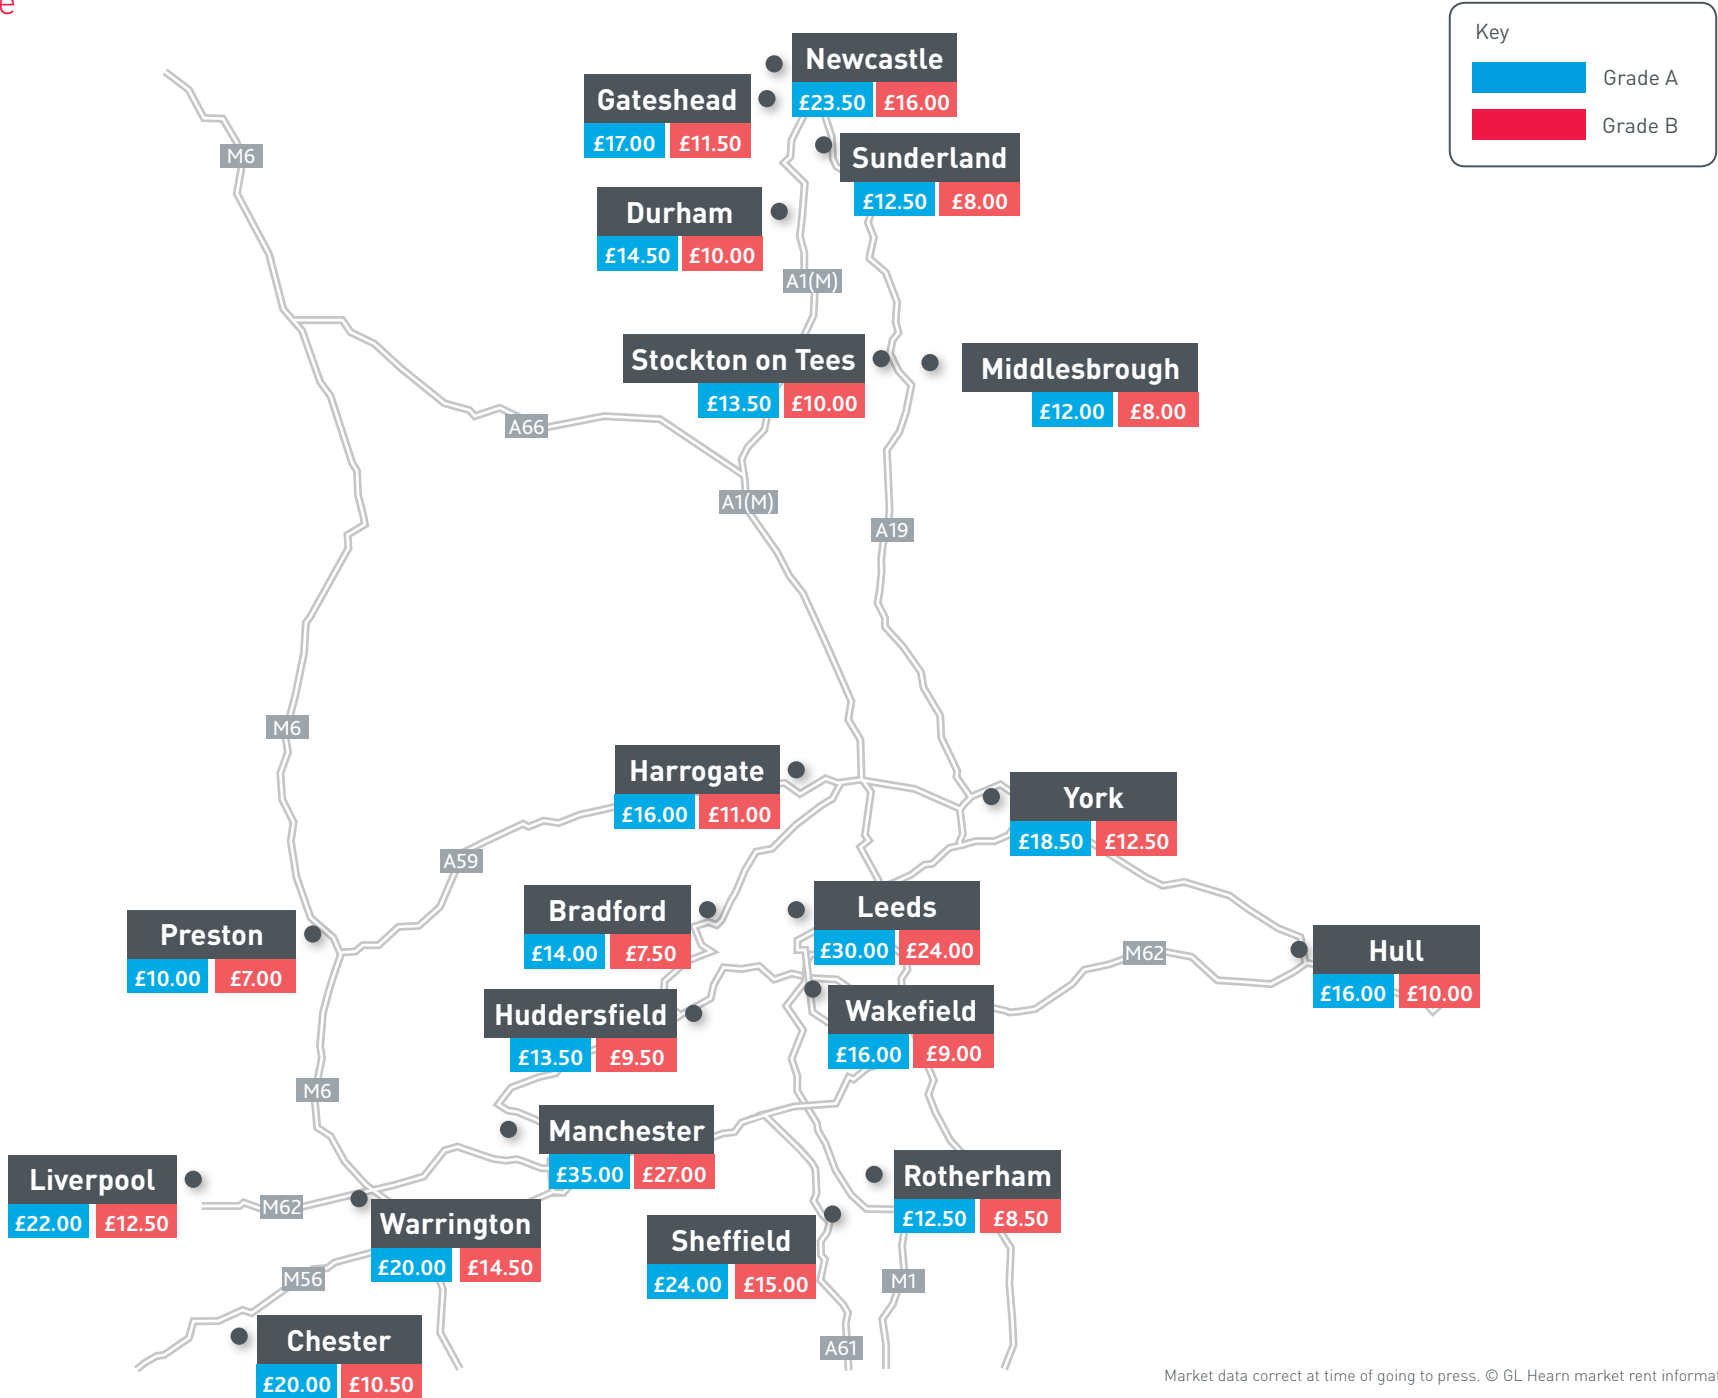 e
Key
Grade A
Grade B
Newcastle
£23.50 £16.00
Gateshead
£17.00 £11.50
Sunderland
£12.50 £8.00
M6
Durham
£14.50 £10.00
A1(M)
Stockton on Tees
£13.50 £10.00
Middlesbrough
£12.00 £8.00
A66
A1(M)
A19
M6
Harrogate
£16.00 £11.00
York
£18.50 £12.50
A59
Bradford
£14.00 £7.50
Leeds
£30.00 £24.00
Preston
£10.00 £7.00
M62
Hull
£16.00 £10.00
Huddersfield
£13.50 £9.50
Wakefield
£16.00 £9.00
M6
Manchester
£35.00 £27.00
Liverpool
£22.00 £12.50
M62
Rotherham
£12.50 £8.50
Warrington
£20.00 £14.50
Sheffield
£24.00 £15.00
M56
M1
Chester
£20.00 £10.50
A61
Market data correct at time of going to press. © GL Hearn market rent informat